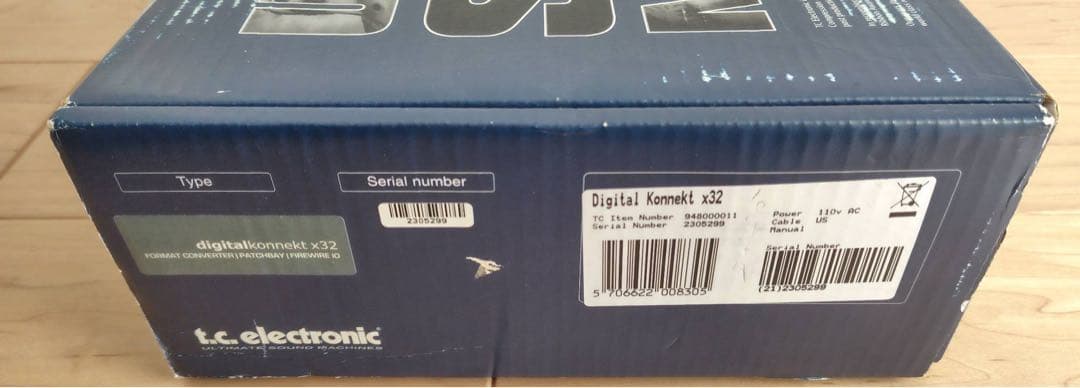 Type
Serial number
2305299
digitalkonnekt x32
FORMAT CONVERTER | PATCHBAY | FIREWIRE IO
t.c. electronic
ULTIMATE SOUND MACHINES
Digital Konnekt x32
TC Item Number 948000011
Serial Number 2305299
Power 110v AC
Cable US
Manual
Serial Number
5 706622 008305
(21)2305299